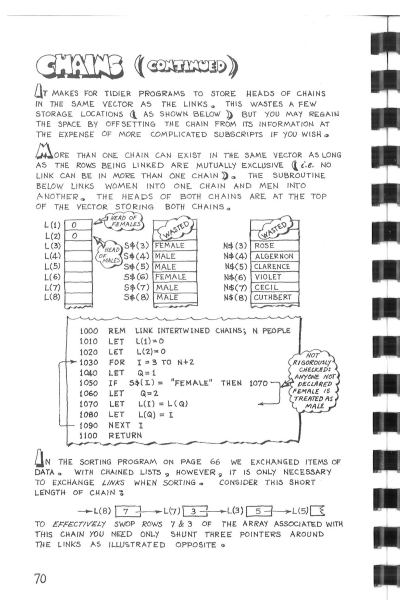 CHAINS (CONTINUED)
IT MAKES FOR TIDIER PROGRAMS TO STORE HEADS OF CHAINS
IN THE SAME VECTOR AS THE LINKS. THIS WASTES A FEW
STORAGE LOCATIONS (AS SHOWN BELOW) BUT YOU MAY REGAIN
THE SPACE BY OFFSETTING THE CHAIN FROM ITS INFORMATION AT
THE EXPENSE OF MORE COMPLICATED SUBSCRIPTS IF YOU WISH.
MORE THAN ONE CHAIN CAN EXIST IN THE SAME VECTOR AS LONG
AS THE ROWS BEING LINKED ARE MUTUALLY EXCLUSIVE (i.e. NO
LINK CAN BE IN MORE THAN ONE CHAIN). THE SUBROUTINE
BELOW LINKS WOMEN INTO ONE CHAIN AND MEN INTO
ANOTHER. THE HEADS OF BOTH CHAINS ARE AT THE TOP
OF THE VECTOR STORING BOTH CHAINS.
L(1) 0 HEAD OF FEMALES
L(2) 0 HEAD OF MALES WASTED WASTED
L(3) S$(3) FEMALE N$(3) ROSE
L(4) S$(4) MALE N$(4) ALGERNON
L(5) S$(5) MALE N$(5) CLARENCE
L(6) S$(6) FEMALE N$(6) VIOLET
L(7) S$(7) MALE N$(7) CECIL
L(8) S$(8) MALE N$(8) CUTHBERT
1000 REM LINK INTERTWINED CHAINS; N PEOPLE
1010 LET L(1)=0
1020 LET L(2)=0
1030 FOR I = 3 TO N+2
1040 LET Q=1
1050 IF S$(I) = "FEMALE" THEN 1070
1060 LET Q=2
1070 LET L(I) = L(Q)
1080 LET L(Q) = I
1090 NEXT I
1100 RETURN
NOT
RIGOROUSLY
CHECKED:
ANYONE NOT
DECLARED
FEMALE IS
TREATED AS
MALE
IN THE SORTING PROGRAM ON PAGE 66 WE EXCHANGED ITEMS OF
DATA. WITH CHAINED LISTS, HOWEVER, IT IS ONLY NECESSARY
TO EXCHANGE LINKS WHEN SORTING. CONSIDER THIS SHORT
LENGTH OF CHAIN:
L(8) 7 L(7) 3 L(3) 5 L(5)
TO EFFECTIVELY SWOP ROWS 7 & 3 OF THE ARRAY ASSOCIATED WITH
THIS CHAIN YOU NEED ONLY SHUNT THREE POINTERS AROUND
THE LINKS AS ILLUSTRATED OPPOSITE.
70